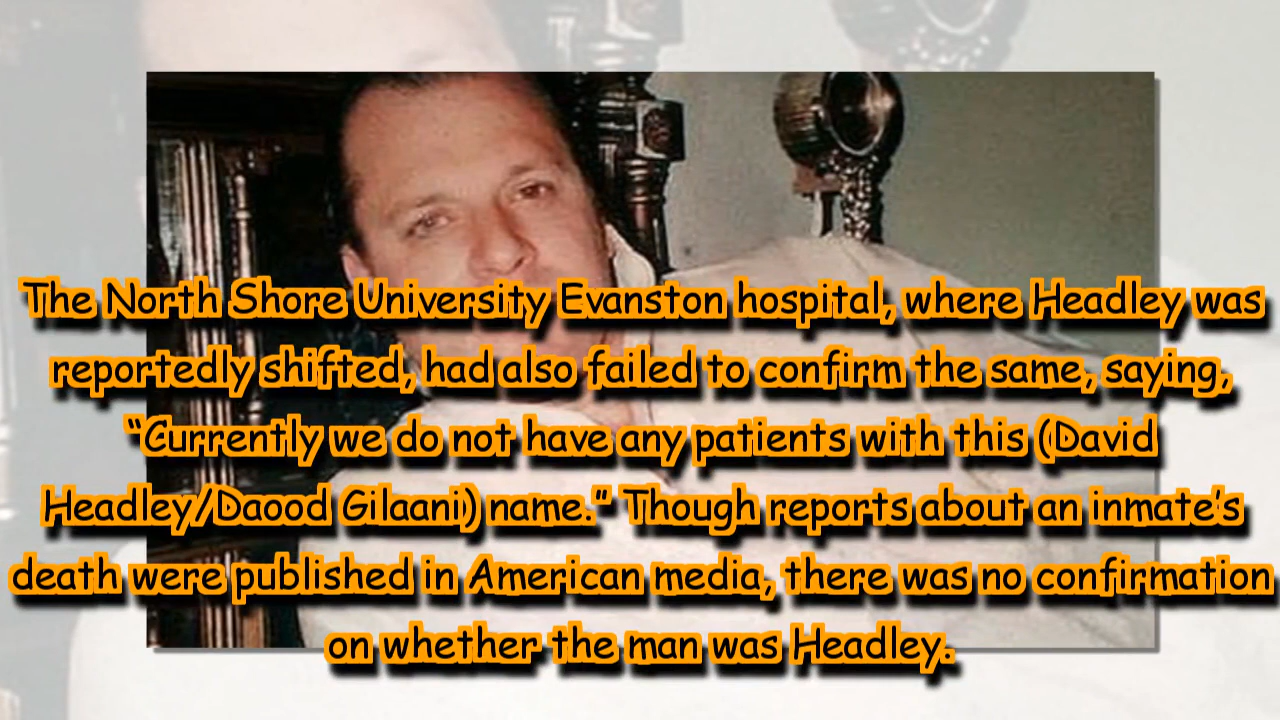 The North Shore University Evanston hospital, where Headley was
reportedly shifted, had also failed to confirm the same, saying,
“Currently we do not have any patients with this (David
Headley/Daood Gilaani) name.” Though reports about an inmate’s
death were published in American media, there was no confirmation
on whether the man was Headley.